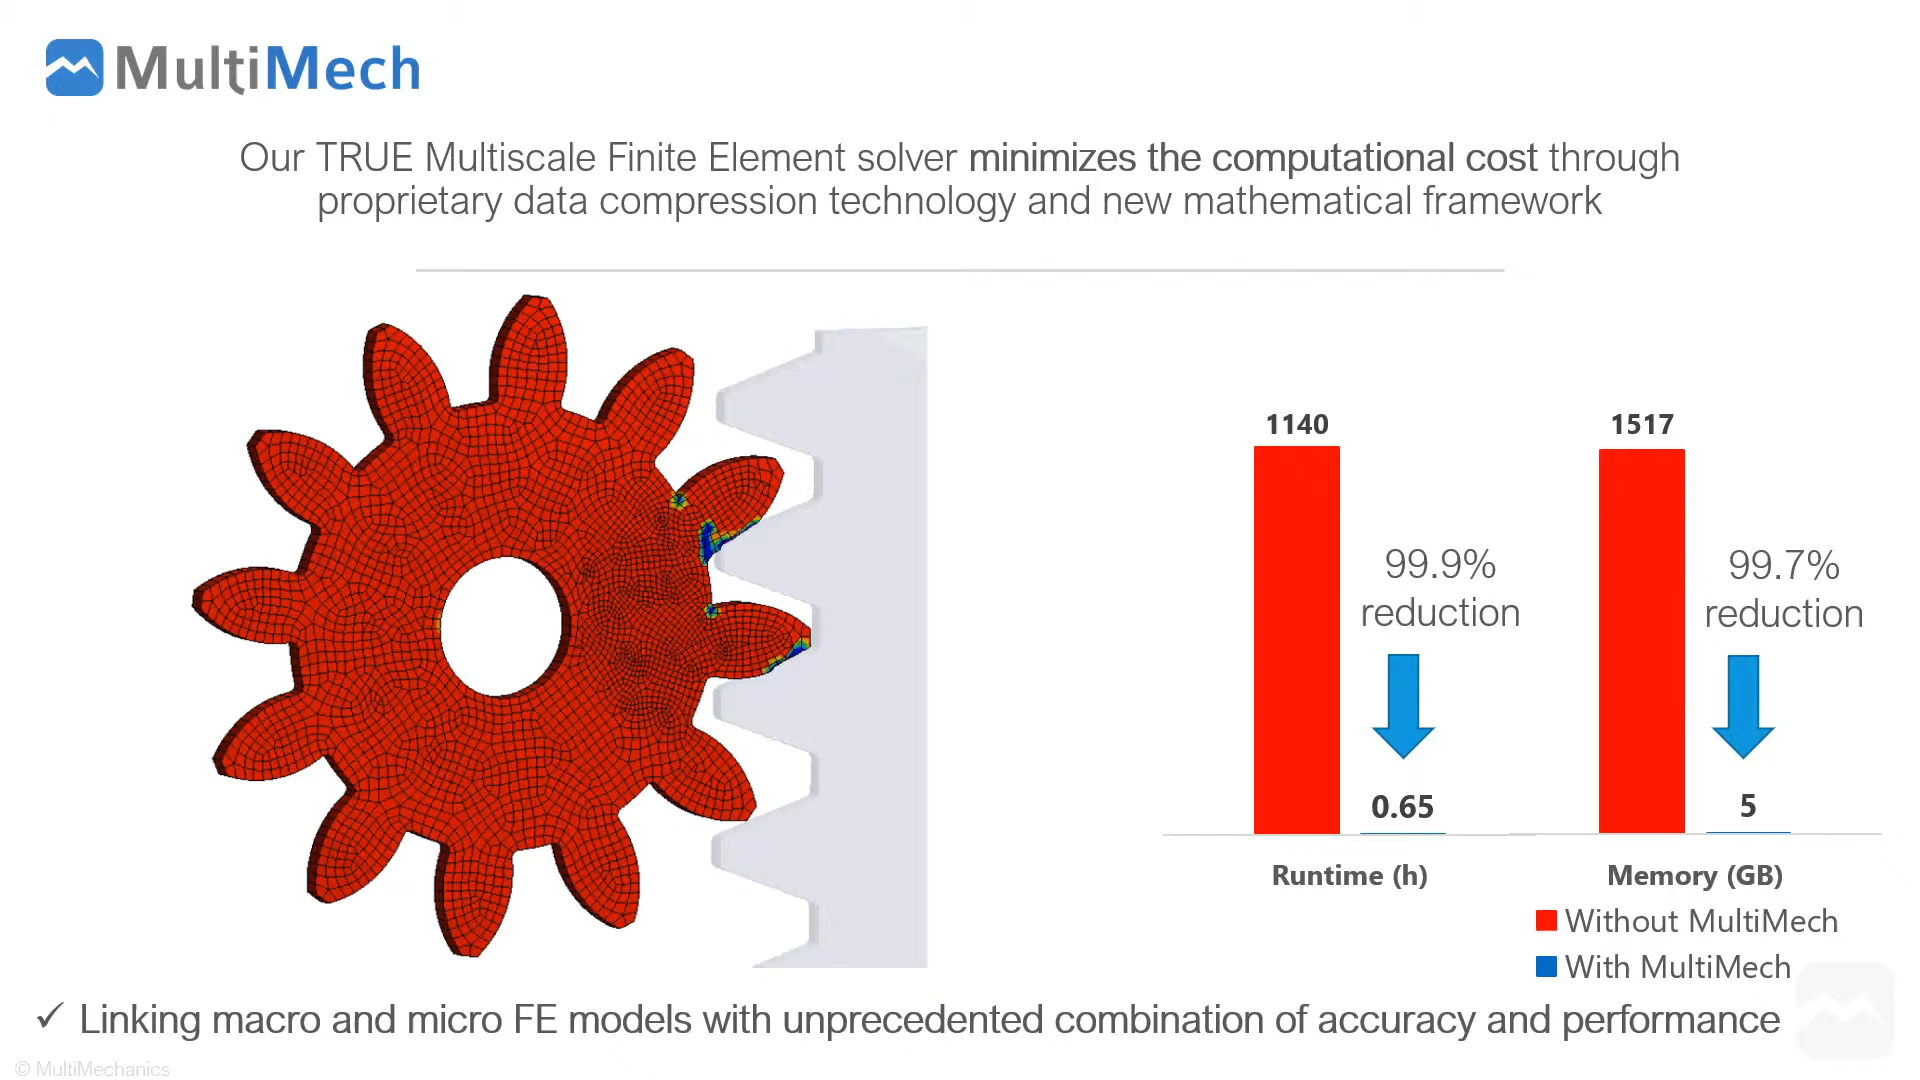 MultiMech
Our TRUE Multiscale Finite Element solver minimizes the computational cost through
proprietary data compression technology and new mathematical framework
1140
1517
99.9%
reduction
99.7%
reduction
0.65
5
Runtime (h)
Memory (GB)
Without MultiMech
With MultiMech
✓ Linking macro and micro FE models with unprecedented combination of accuracy and performance
© MultiMechanics